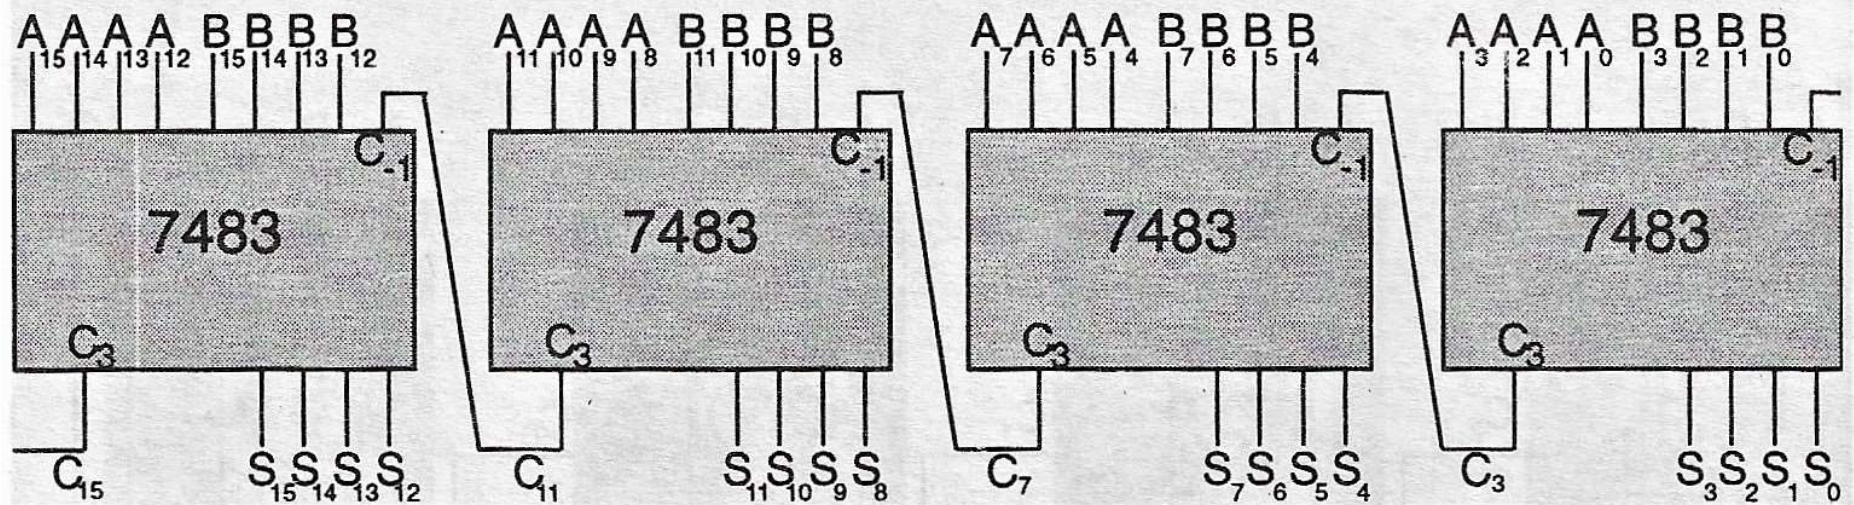 A15 A14 A13 A12 B15 B14 B13 B12 A11 A10 A9 A8 B11 B10 B9 B8 A7 A6 A5 A4 B7 B6 B5 B4 A3 A2 A1 A0 B3 B2 B1 B0
C-1 C-1 C-1 C-1
7483 7483 7483 7483
C3 C3 C3 C3
C15 S15 S14 S13 S12 C11 S11 S10 S9 S8 C7 S7 S6 S5 S4 C3 S3 S2 S1 S0